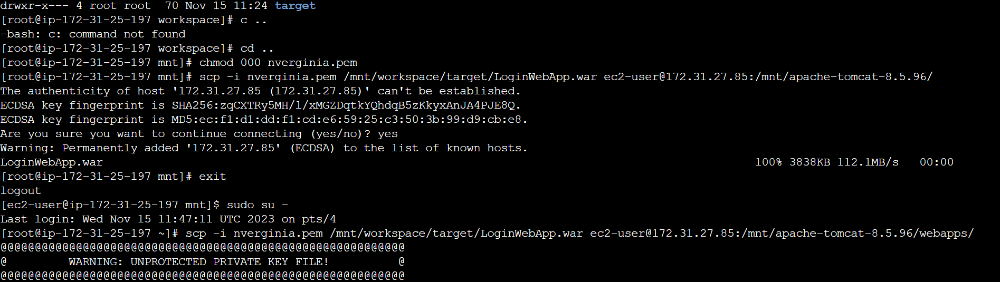 drwxr-x--- 4 root root  70 Nov 15 11:24 target
[root@ip-172-31-25-197 workspace]# c ..
-bash: c: command not found
[root@ip-172-31-25-197 workspace]# cd ..
[root@ip-172-31-25-197 mnt]# chmod 000 nverginia.pem
[root@ip-172-31-25-197 mnt]# scp -i nverginia.pem /mnt/workspace/target/LoginWebApp.war ec2-user@172.31.27.85:/mnt/apache-tomcat-8.5.96/
The authenticity of host '172.31.27.85 (172.31.27.85)' can't be established.
ECDSA key fingerprint is SHA256:zqCXTRy5MH/l/xMGZDqtkYQhdqB5zKkyxAnJA4PJE8Q.
ECDSA key fingerprint is MD5:ec:f1:d1:dd:f1:cd:e6:59:25:c3:50:3b:99:d9:cb:e8.
Are you sure you want to continue connecting (yes/no)? yes
Warning: Permanently added '172.31.27.85' (ECDSA) to the list of known hosts.
LoginWebApp.war                                                                                               100% 3838KB 112.1MB/s   00:00
[root@ip-172-31-25-197 mnt]# exit
logout
[ec2-user@ip-172-31-25-197 mnt]$ sudo su -
Last login: Wed Nov 15 11:47:11 UTC 2023 on pts/4
[root@ip-172-31-25-197 ~]# scp -i nverginia.pem /mnt/workspace/target/LoginWebApp.war ec2-user@172.31.27.85:/mnt/apache-tomcat-8.5.96/webapps/
@@@@@@@@@@@@@@@@@@@@@@@@@@@@@@@@@@@@@@@@@@@@@@@@@@@@@@@@@@@
@         WARNING: UNPROTECTED PRIVATE KEY FILE!          @
@@@@@@@@@@@@@@@@@@@@@@@@@@@@@@@@@@@@@@@@@@@@@@@@@@@@@@@@@@@